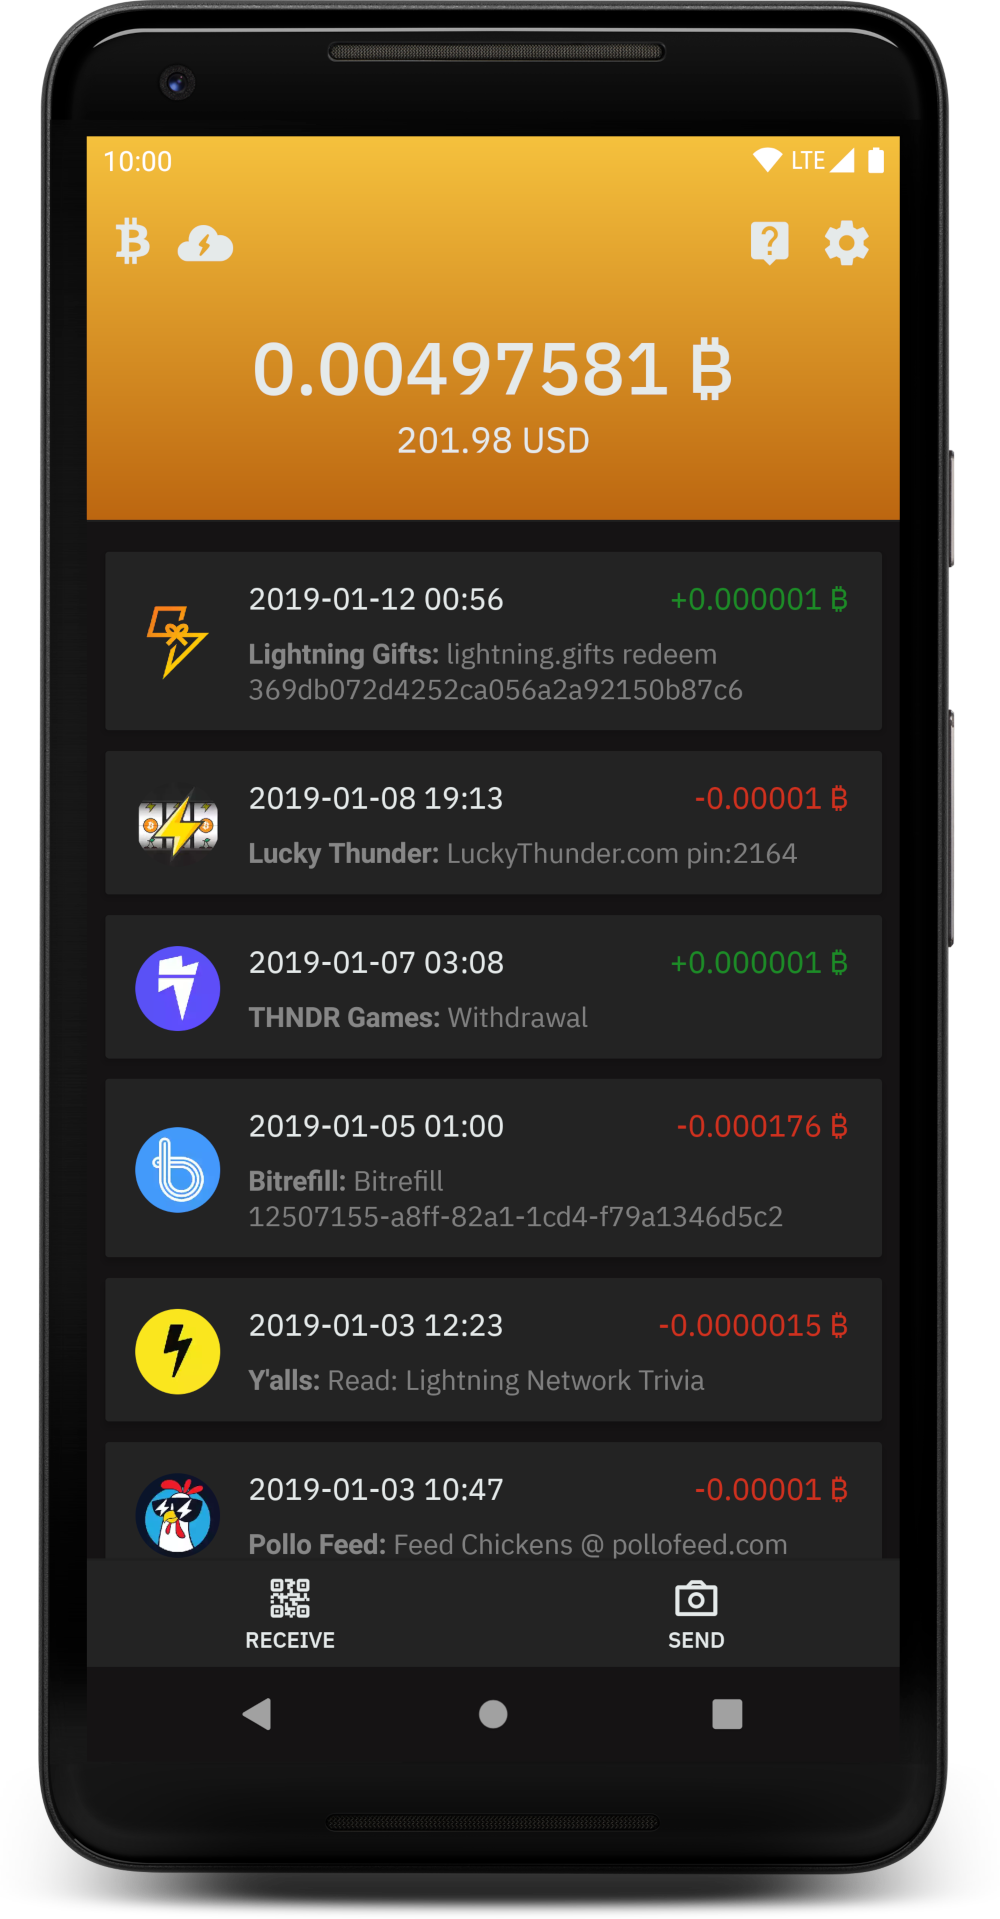 10:00 LTE
0.00497581 ₿
201.98 USD
2019-01-12 00:56 +0.000001 ₿
Lightning Gifts: lightning.gifts redeem
369db072d4252ca056a2a92150b87c6
2019-01-08 19:13 -0.00001 ₿
Lucky Thunder: LuckyThunder.com pin:2164
2019-01-07 03:08 +0.000001 ₿
THNDR Games: Withdrawal
2019-01-05 01:00 -0.000176 ₿
Bitrefill: Bitrefill
12507155-a8ff-82a1-1cd4-f79a1346d5c2
2019-01-03 12:23 -0.0000015 ₿
Y'alls: Read: Lightning Network Trivia
2019-01-03 10:47 -0.00001 ₿
Pollo Feed: Feed Chickens @ pollofeed.com
RECEIVE SEND